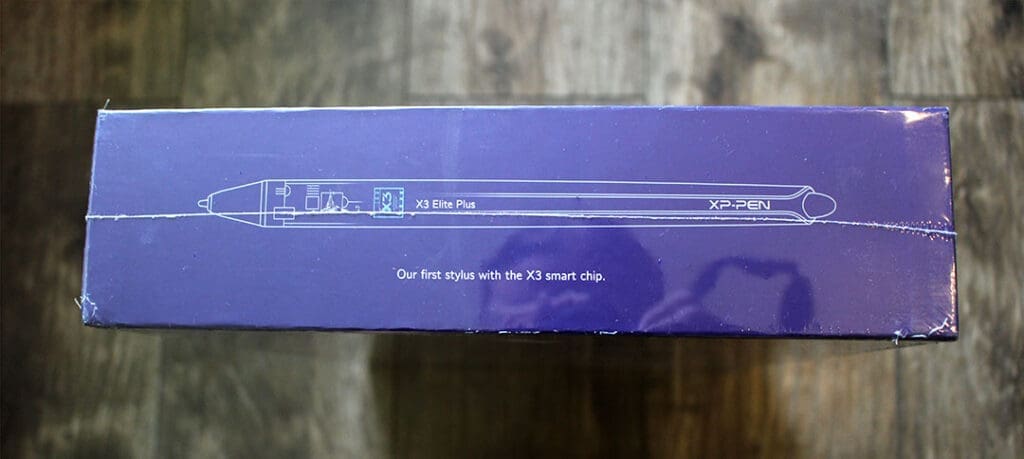 X3
X3 Elite Plus
XP-PEN
Our first stylus with the X3 smart chip.